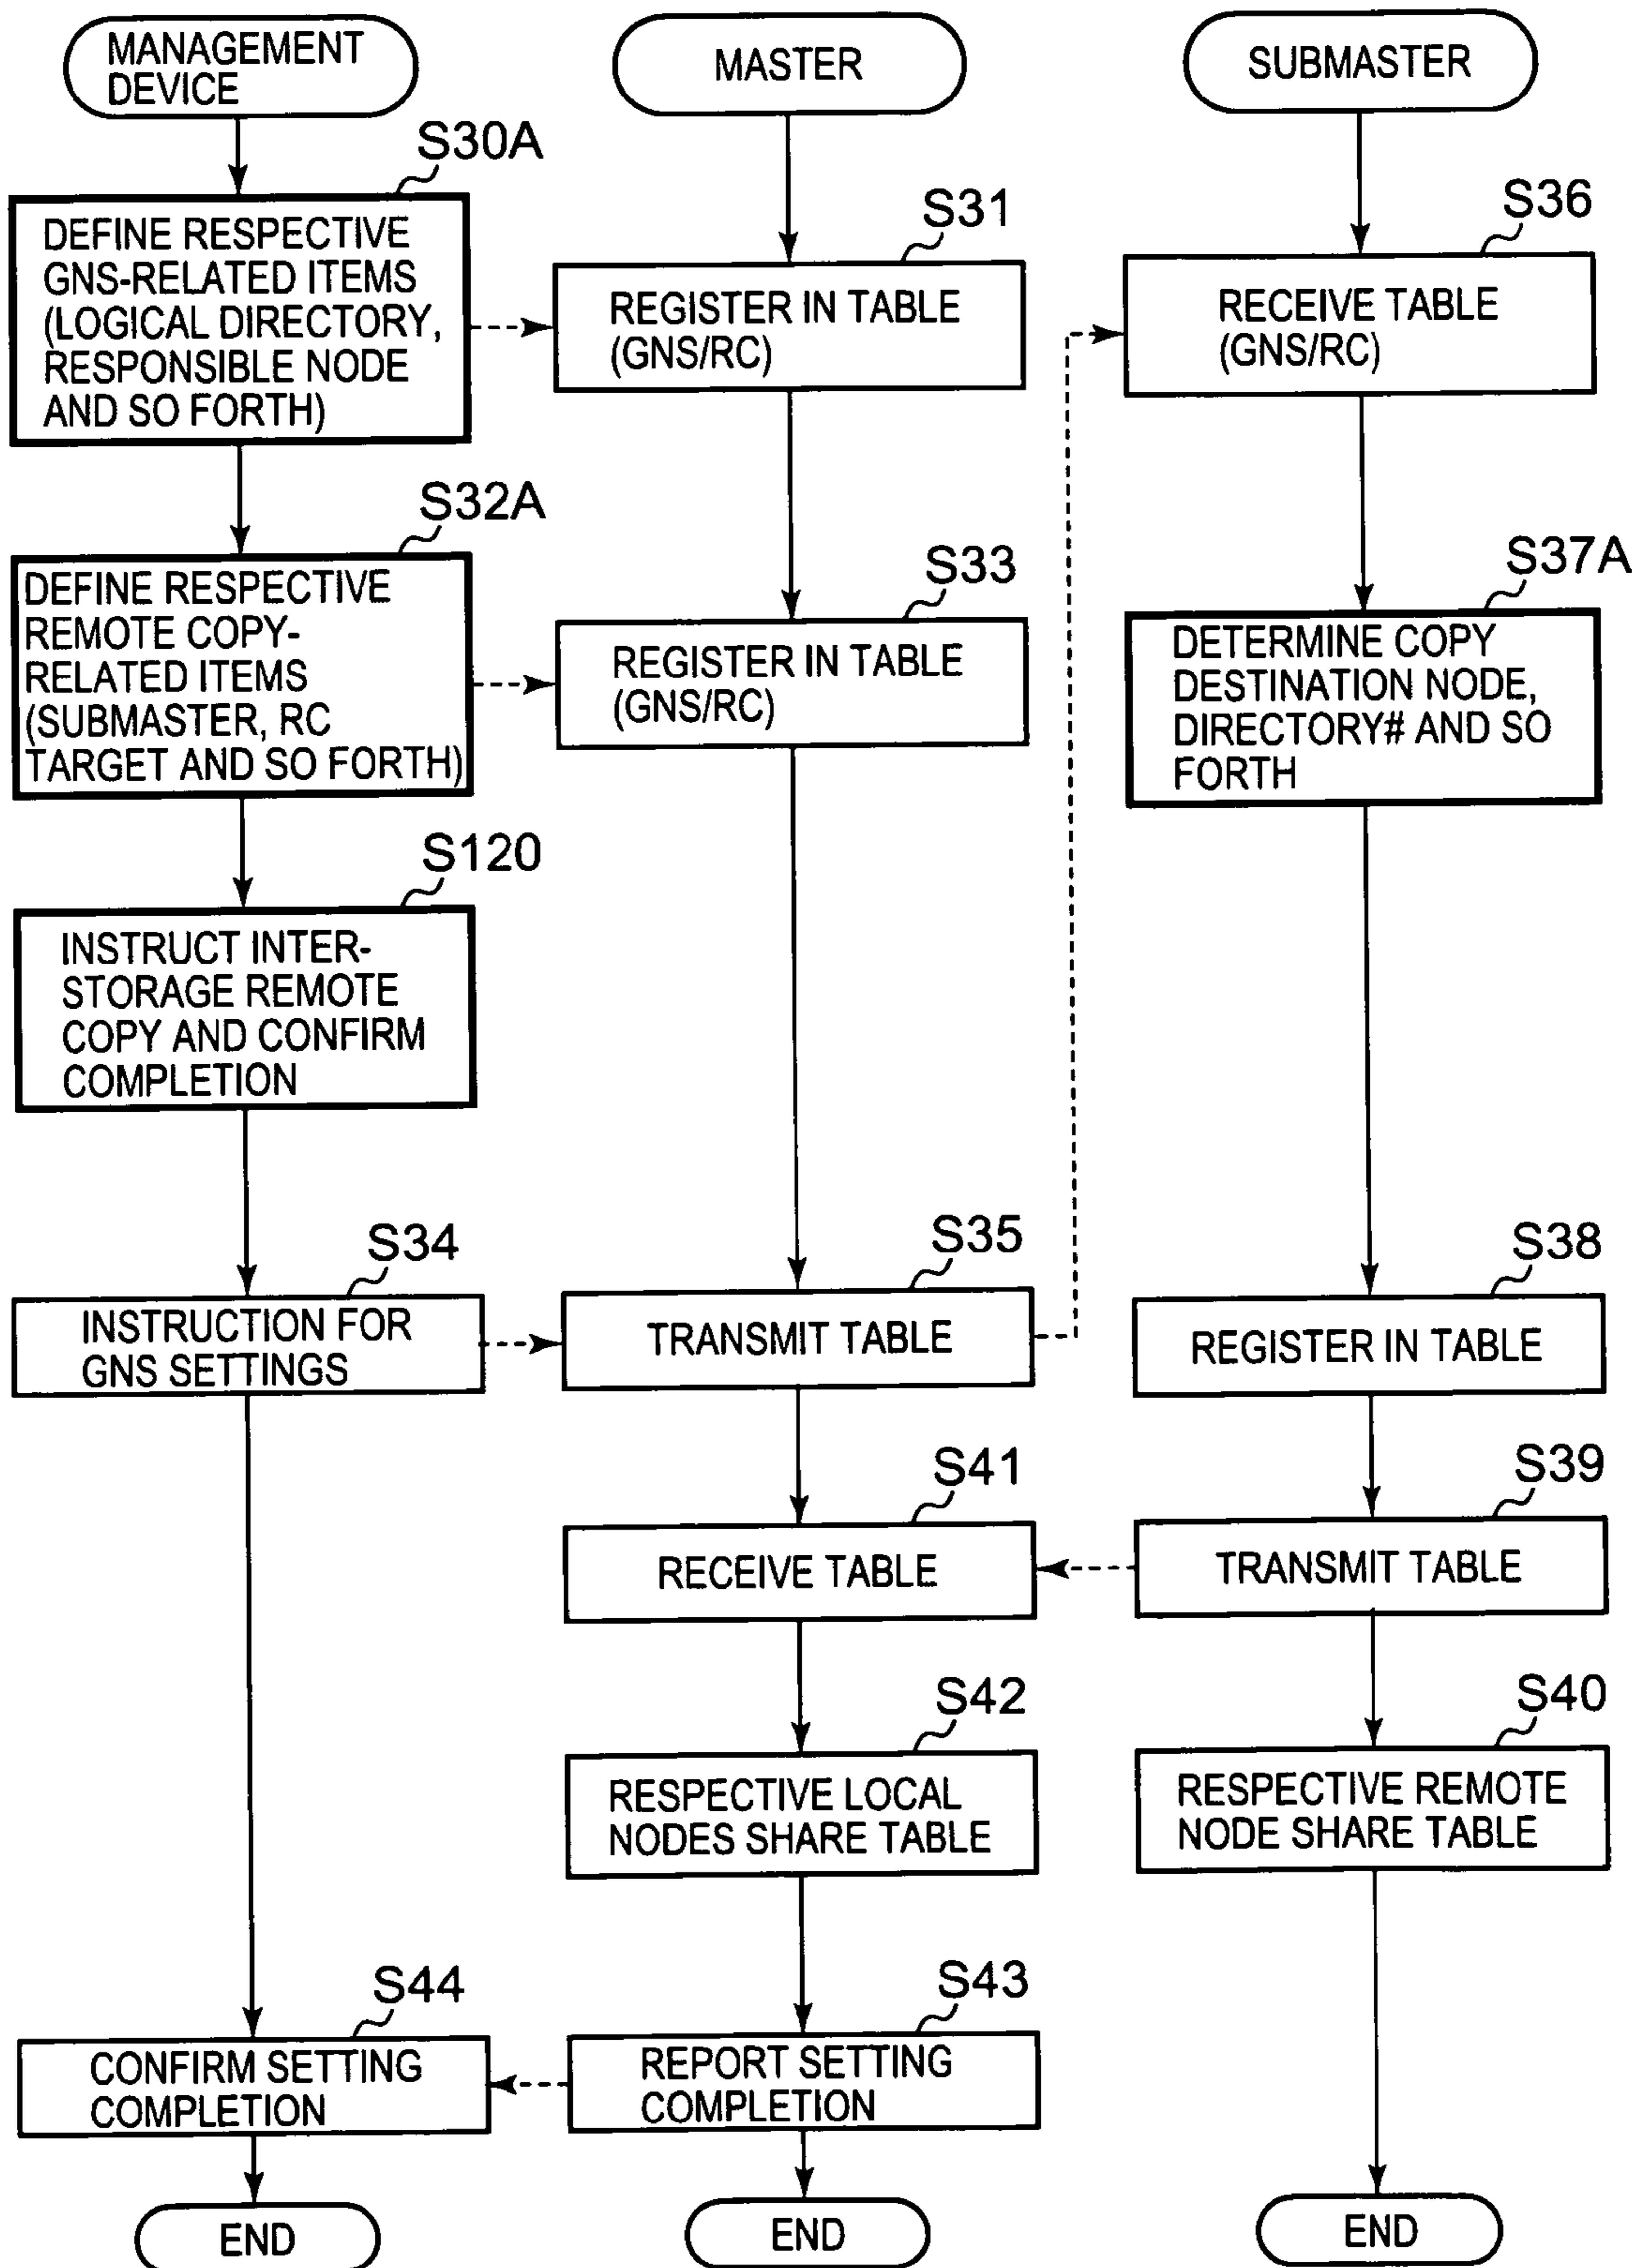 MANAGEMENT
DEVICE
S30A
DEFINE RESPECTIVE
GNS-RELATED ITEMS
(LOGICAL DIRECTORY,
RESPONSIBLE NODE
AND SO FORTH)
S32A
DEFINE RESPECTIVE
REMOTE COPY-
RELATED ITEMS
(SUBMASTER, RC
TARGET AND SO FORTH)
S120
INSTRUCT INTER-
STORAGE REMOTE
COPY AND CONFIRM
COMPLETION
S34
INSTRUCTION FOR
GNS SETTINGS
S44
CONFIRM SETTING
COMPLETION
END
MASTER
S31
REGISTER IN TABLE
(GNS/RC)
S33
REGISTER IN TABLE
(GNS/RC)
S35
TRANSMIT TABLE
S41
RECEIVE TABLE
S42
RESPECTIVE LOCAL
NODES SHARE TABLE
S43
REPORT SETTING
COMPLETION
END
SUBMASTER
S36
RECEIVE TABLE
(GNS/RC)
S37A
DETERMINE COPY
DESTINATION NODE,
DIRECTORY# AND SO
FORTH
S38
REGISTER IN TABLE
S39
TRANSMIT TABLE
S40
RESPECTIVE REMOTE
NODE SHARE TABLE
END